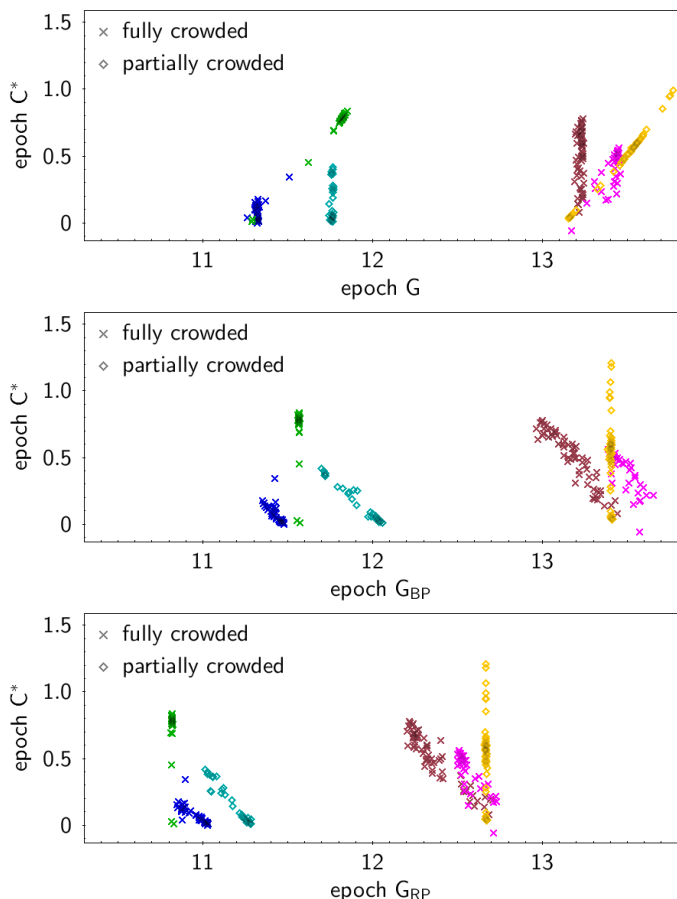 1.5
× fully crowded
◇ partially crowded
1.0
0.5
0
epoch C*
11 12 13
epoch G
1.5
× fully crowded
◇ partially crowded
1.0
0.5
0
epoch C*
11 12 13
epoch G_BP
1.5
× fully crowded
◇ partially crowded
1.0
0.5
0
epoch C*
11 12 13
epoch G_RP